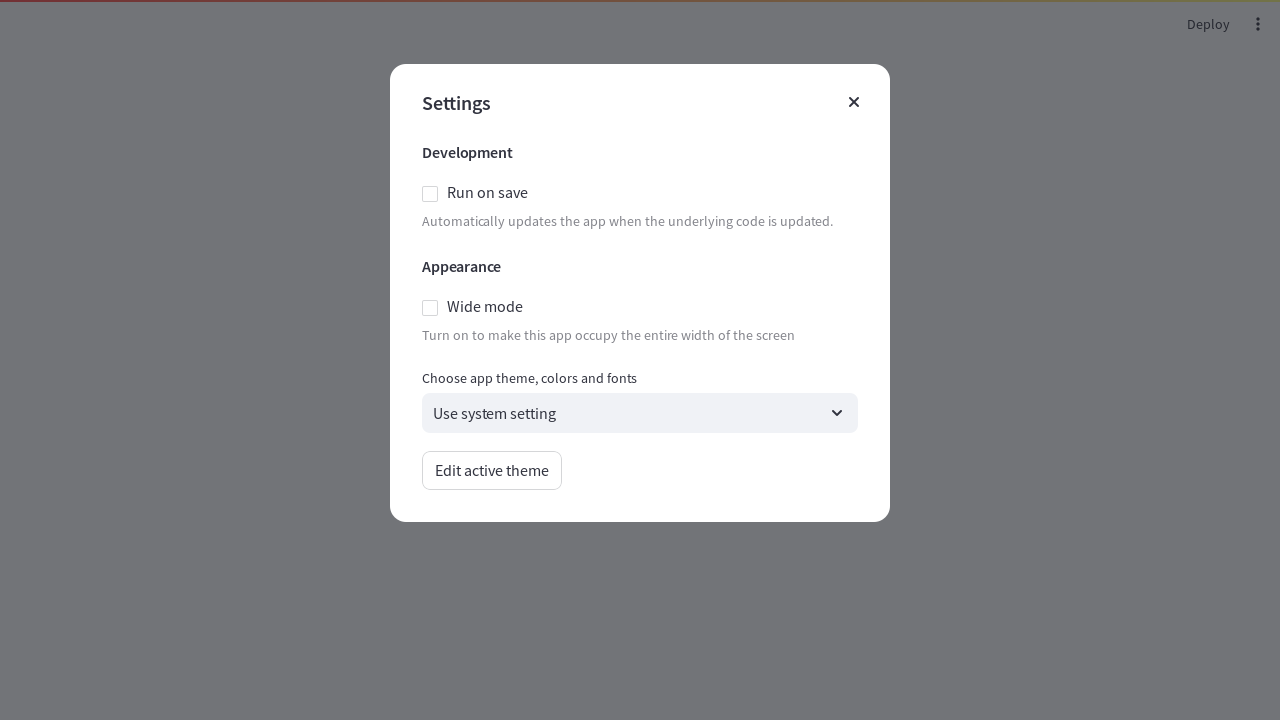 Deploy
Settings
Development
Run on save
Automatically updates the app when the underlying code is updated.
Appearance
Wide mode
Turn on to make this app occupy the entire width of the screen
Choose app theme, colors and fonts
Use system setting
Edit active theme